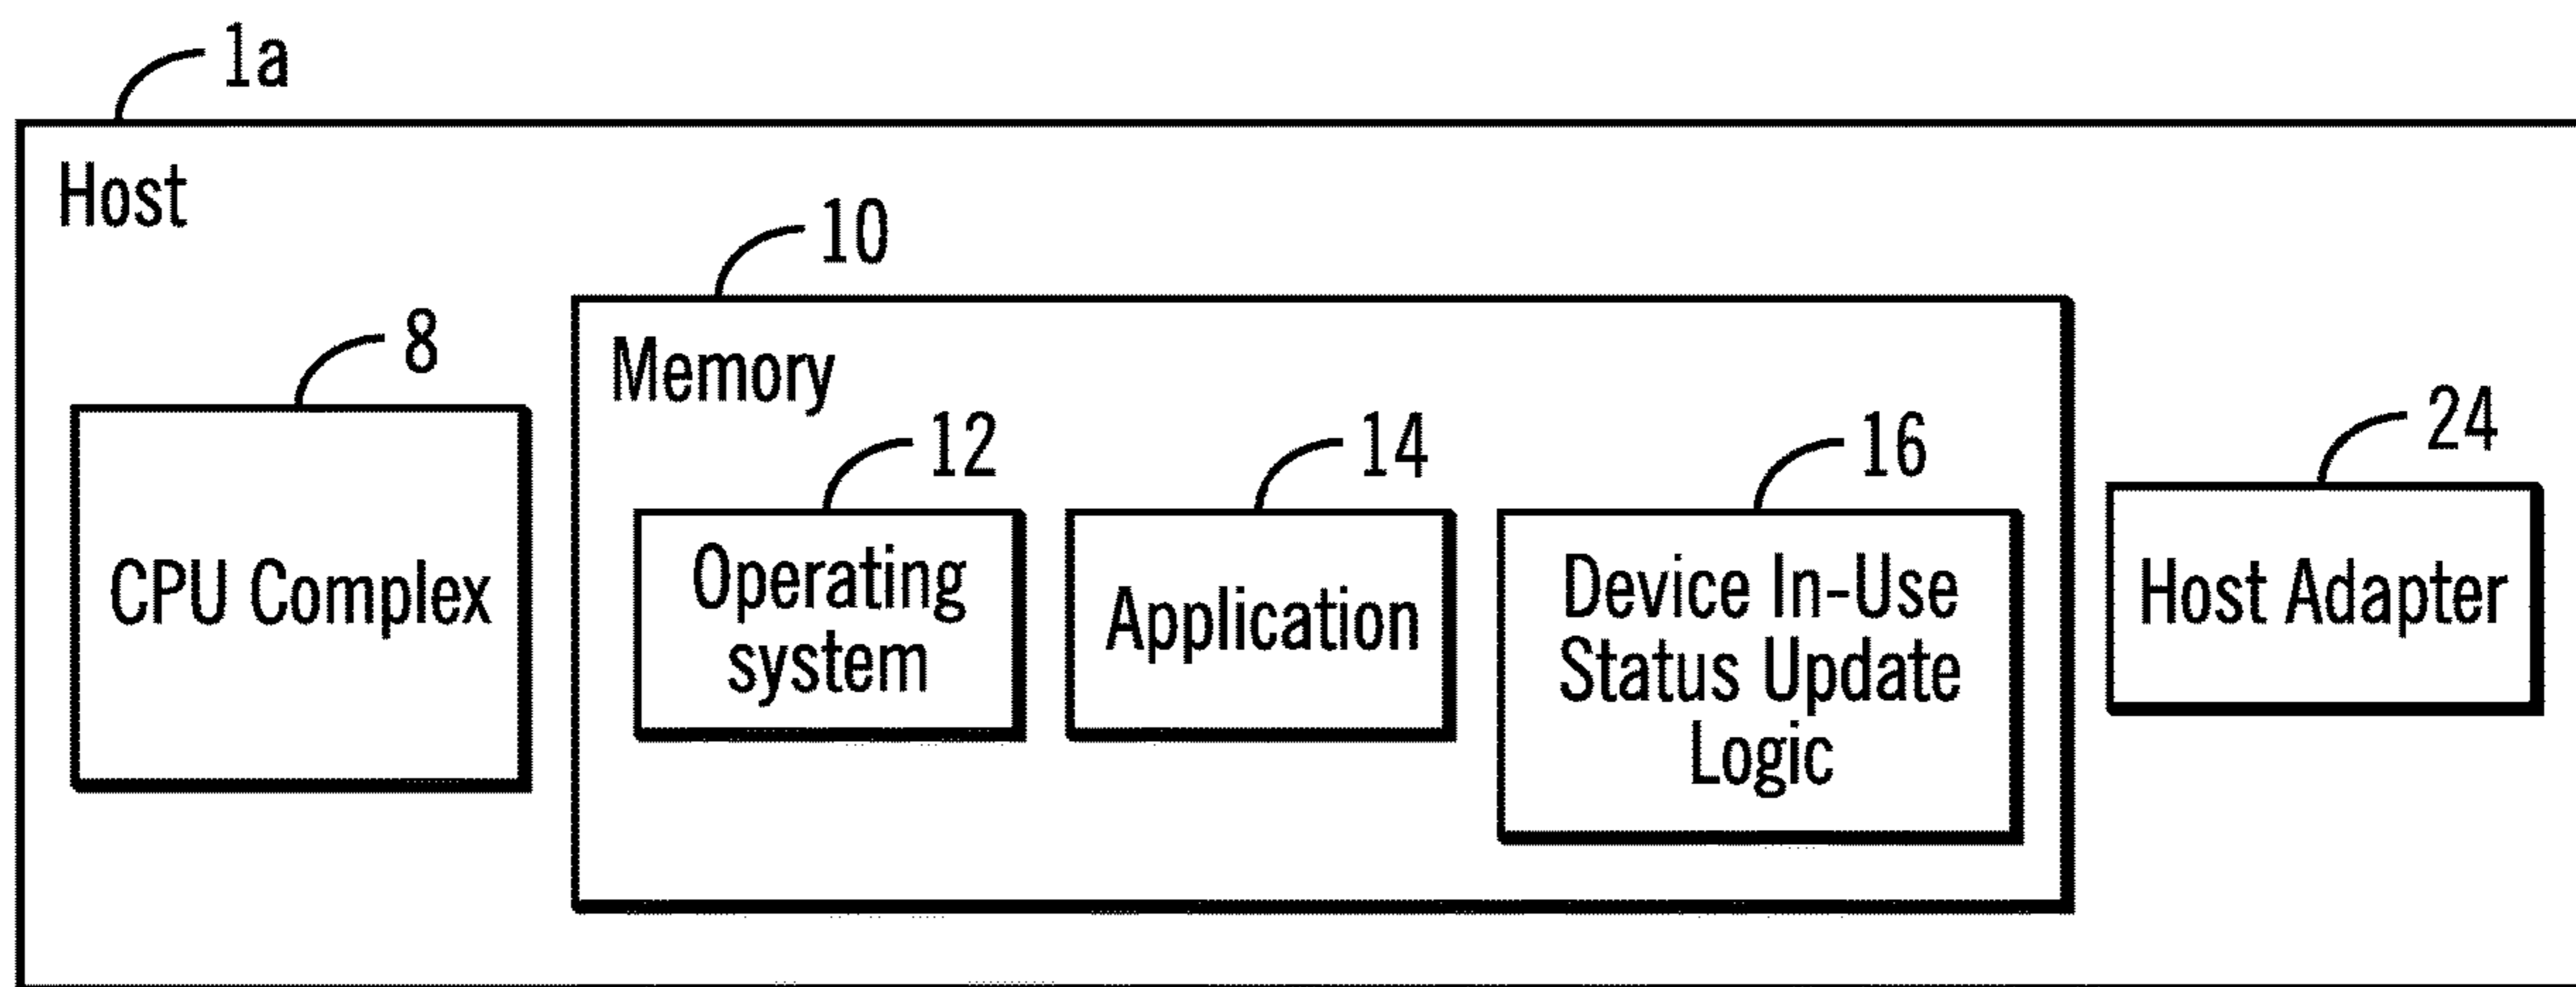 1a
Host
10
8
Memory
24
12
14
16
CPU Complex
Operating
system
Application
Device In-Use
Status Update
Logic
Host Adapter